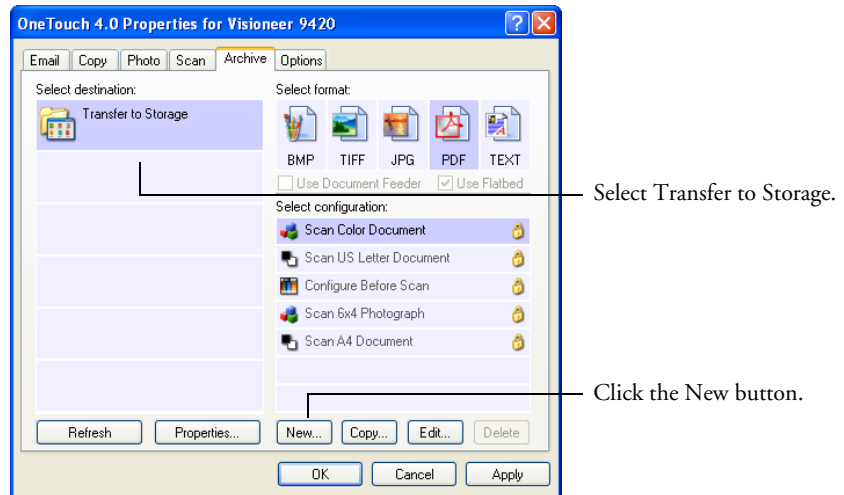 OneTouch 4.0 Properties for Visioneer 9420
Email Copy Photo Scan Archive Options
Select destination:
Transfer to Storage
Select format:
BMP TIFF JPG PDF TEXT
Use Document Feeder Use Flatbed
Select configuration:
Scan Color Document
Scan US Letter Document
Configure Before Scan
Scan 6x4 Photograph
Scan A4 Document
Refresh Properties... New... Copy... Edit... Delete
OK Cancel Apply
Select Transfer to Storage.
Click the New button.